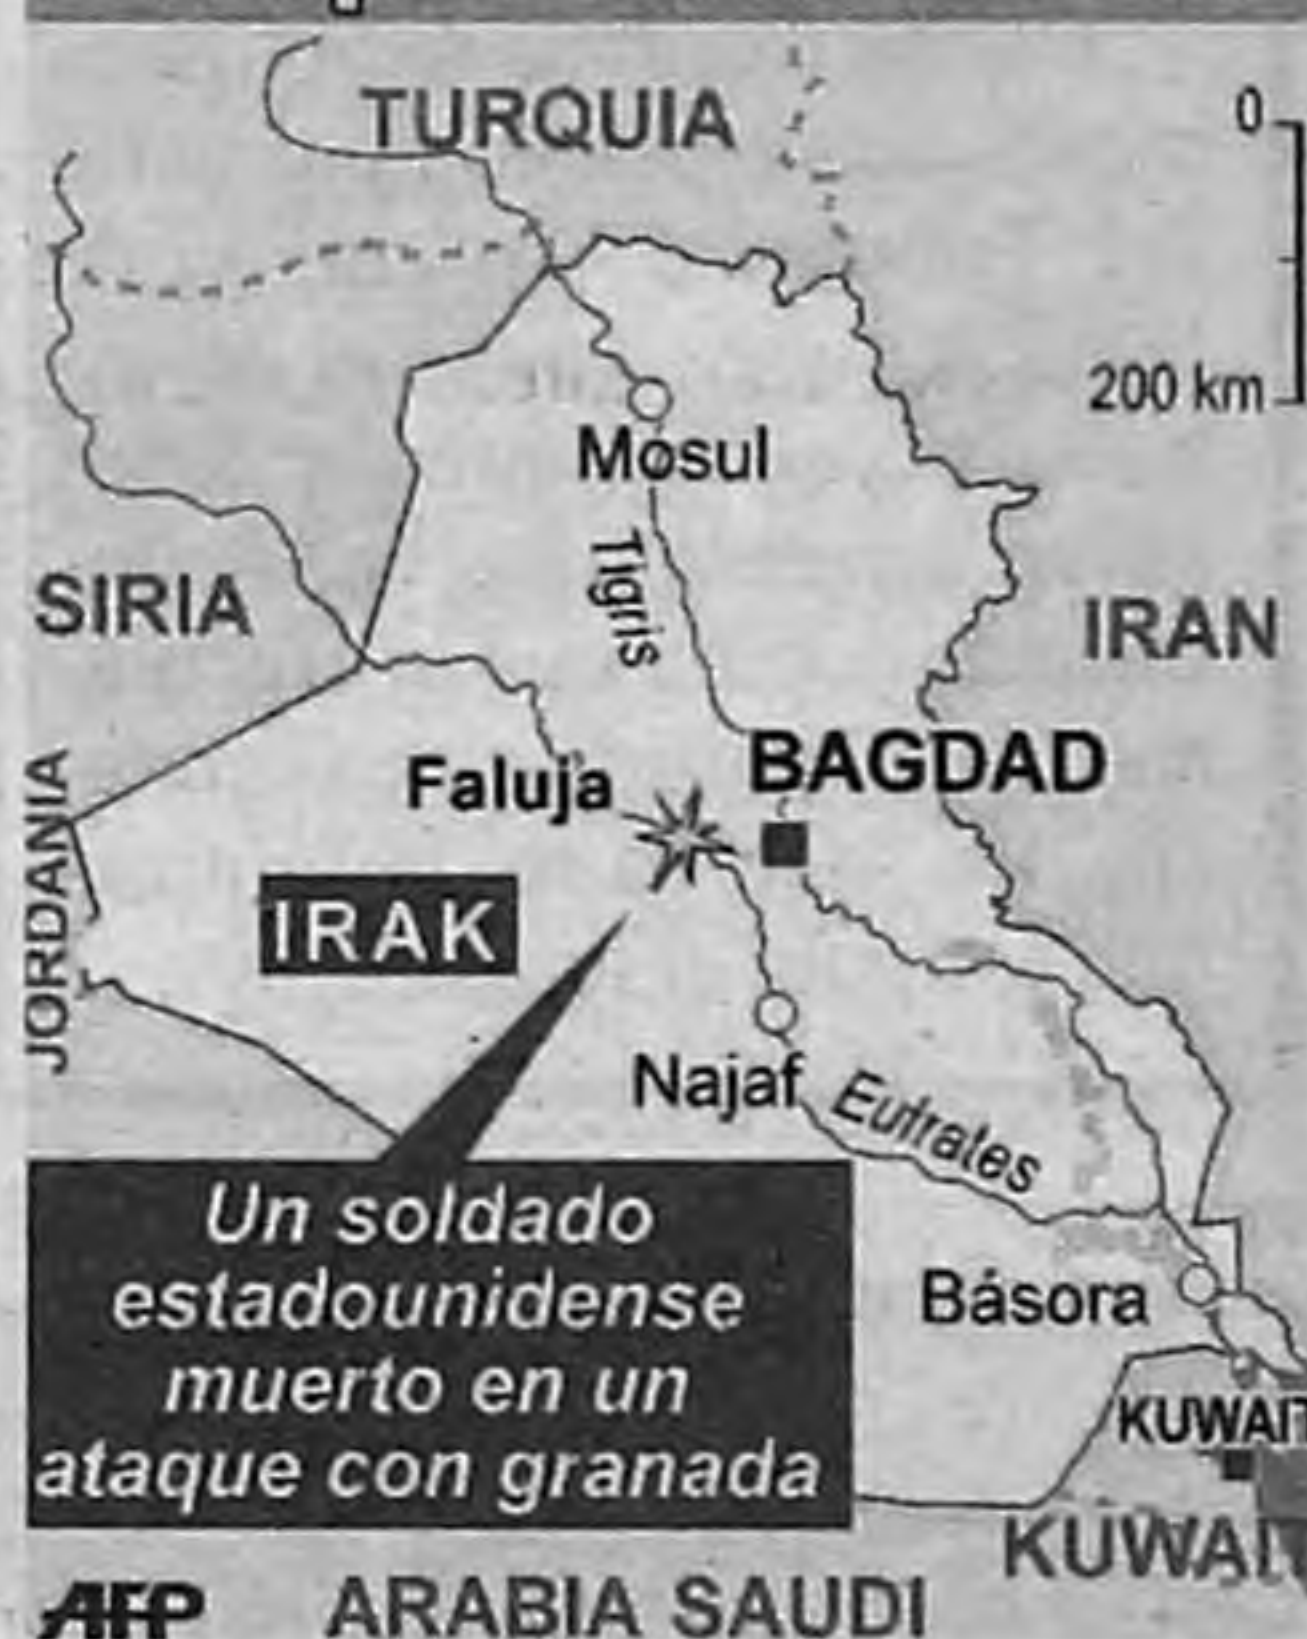 TURQUIA
0
200 km
Mosul
Tigris
SIRIA
IRAN
BAGDAD
Faluja
JORDANIA
IRAK
Najaf
Eufrates
Un soldado
estadounidense
muerto en un
ataque con granada
Básora
KUWAIT
KUWAIT
AFP
ARABIA SAUDI